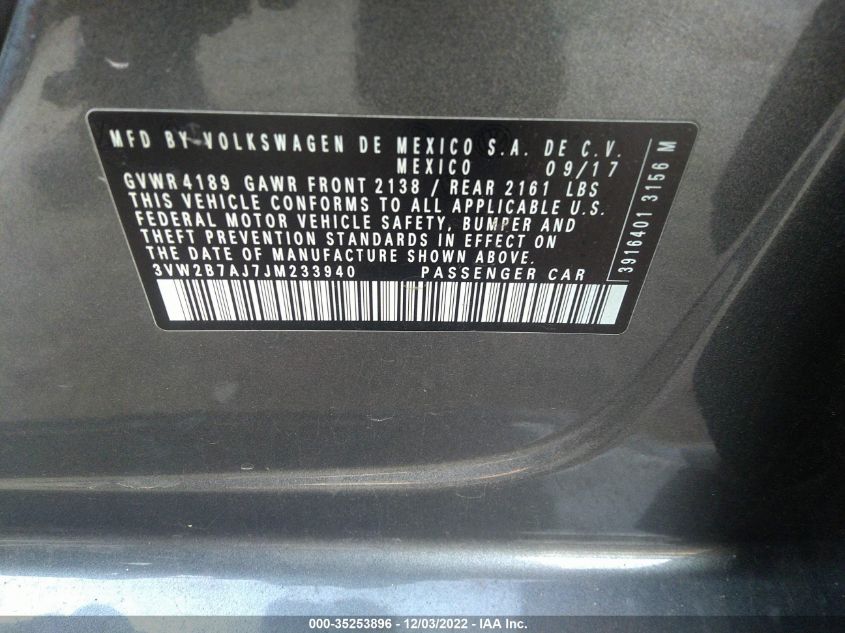 MFD BY VOLKSWAGEN DE MEXICO S.A. DE C.V.
MEXICO 09/17
GVWR 4189 GAWR FRONT 2138 / REAR 2161 LBS
THIS VEHICLE CONFORMS TO ALL APPLICABLE U.S.
FEDERAL MOTOR VEHICLE SAFETY, BUMPER AND
THEFT PREVENTION STANDARDS IN EFFECT ON
THE DATE OF MANUFACTURE SHOWN ABOVE.
3VW2B7AJ7JM233940 PASSENGER CAR
3916401 3156 M
000-35253896 - 12/03/2022 - IAA Inc.